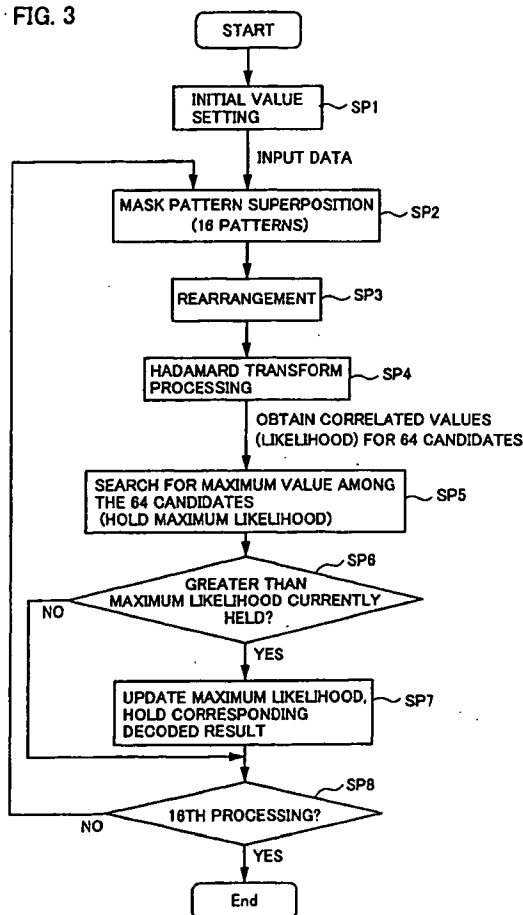 FIG. 3
START
INITIAL VALUE
SETTING
SP1
INPUT DATA
MASK PATTERN SUPERPOSITION
(16 PATTERNS)
SP2
REARRANGEMENT
SP3
HADAMARD TRANSFORM
PROCESSING
SP4
OBTAIN CORRELATED VALUES
(LIKELIHOOD) FOR 64 CANDIDATES
SEARCH FOR MAXIMUM VALUE AMONG
THE 64 CANDIDATES
(HOLD MAXIMUM LIKELIHOOD)
SP5
SP6
GREATER THAN
MAXIMUM LIKELIHOOD CURRENTLY
HELD?
NO
YES
UPDATE MAXIMUM LIKELIHOOD,
HOLD CORRESPONDING
DECODED RESULT
SP7
SP8
16TH PROCESSING?
NO
YES
End